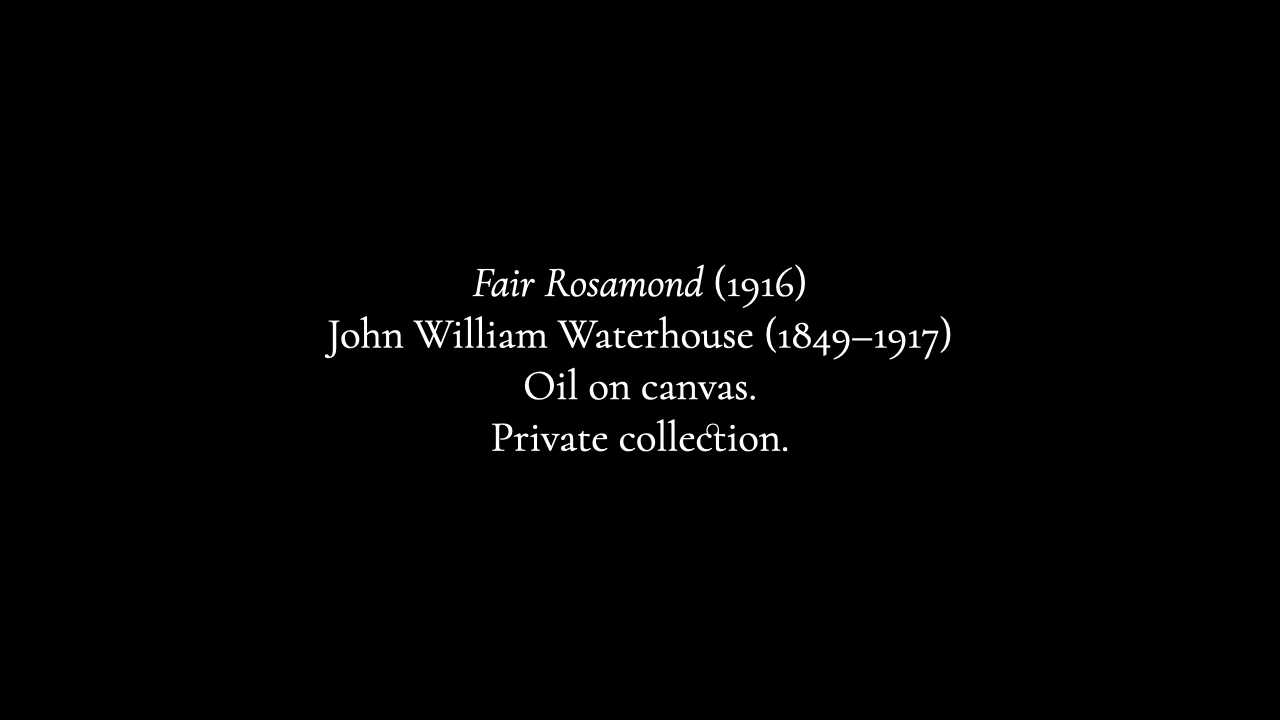 Fair Rosamond (1916)
John William Waterhouse (1849–1917)
Oil on canvas.
Private collection.